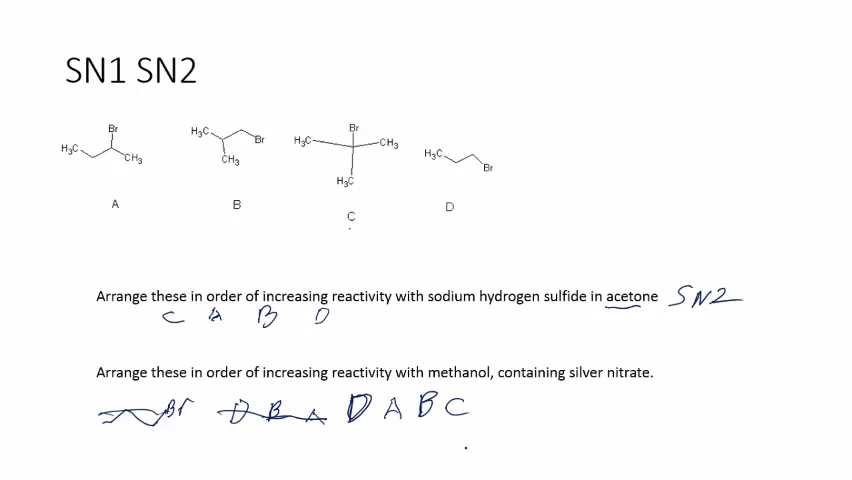 SN1 SN2
Br
H₃C
CH₃
A
H₃C
Br
CH₃
B
Br
H₃C
CH₃
H₃C
C
H₃C
Br
D
Arrange these in order of increasing reactivity with sodium hydrogen sulfide in acetone SN2
C A B D
Arrange these in order of increasing reactivity with methanol, containing silver nitrate.
Br D B A D A B C